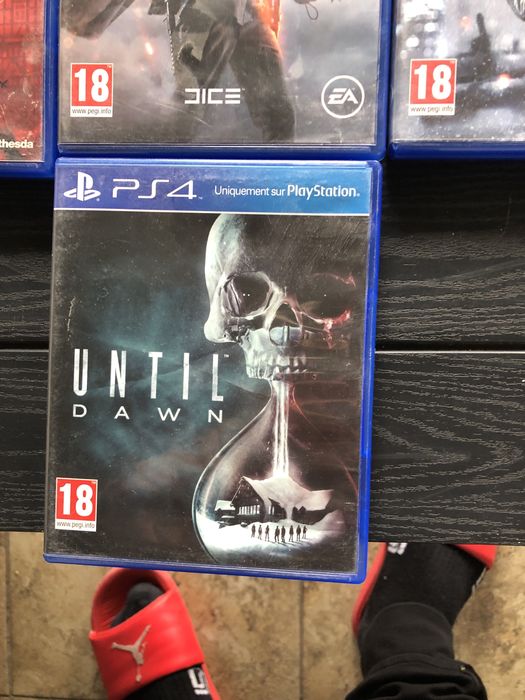 18
www.pegi.info
DICE
EA
18
www.pegi.info
thesda
PS4
Uniquement sur PlayStation
UNTIL
DAWN
18
www.pegi.info